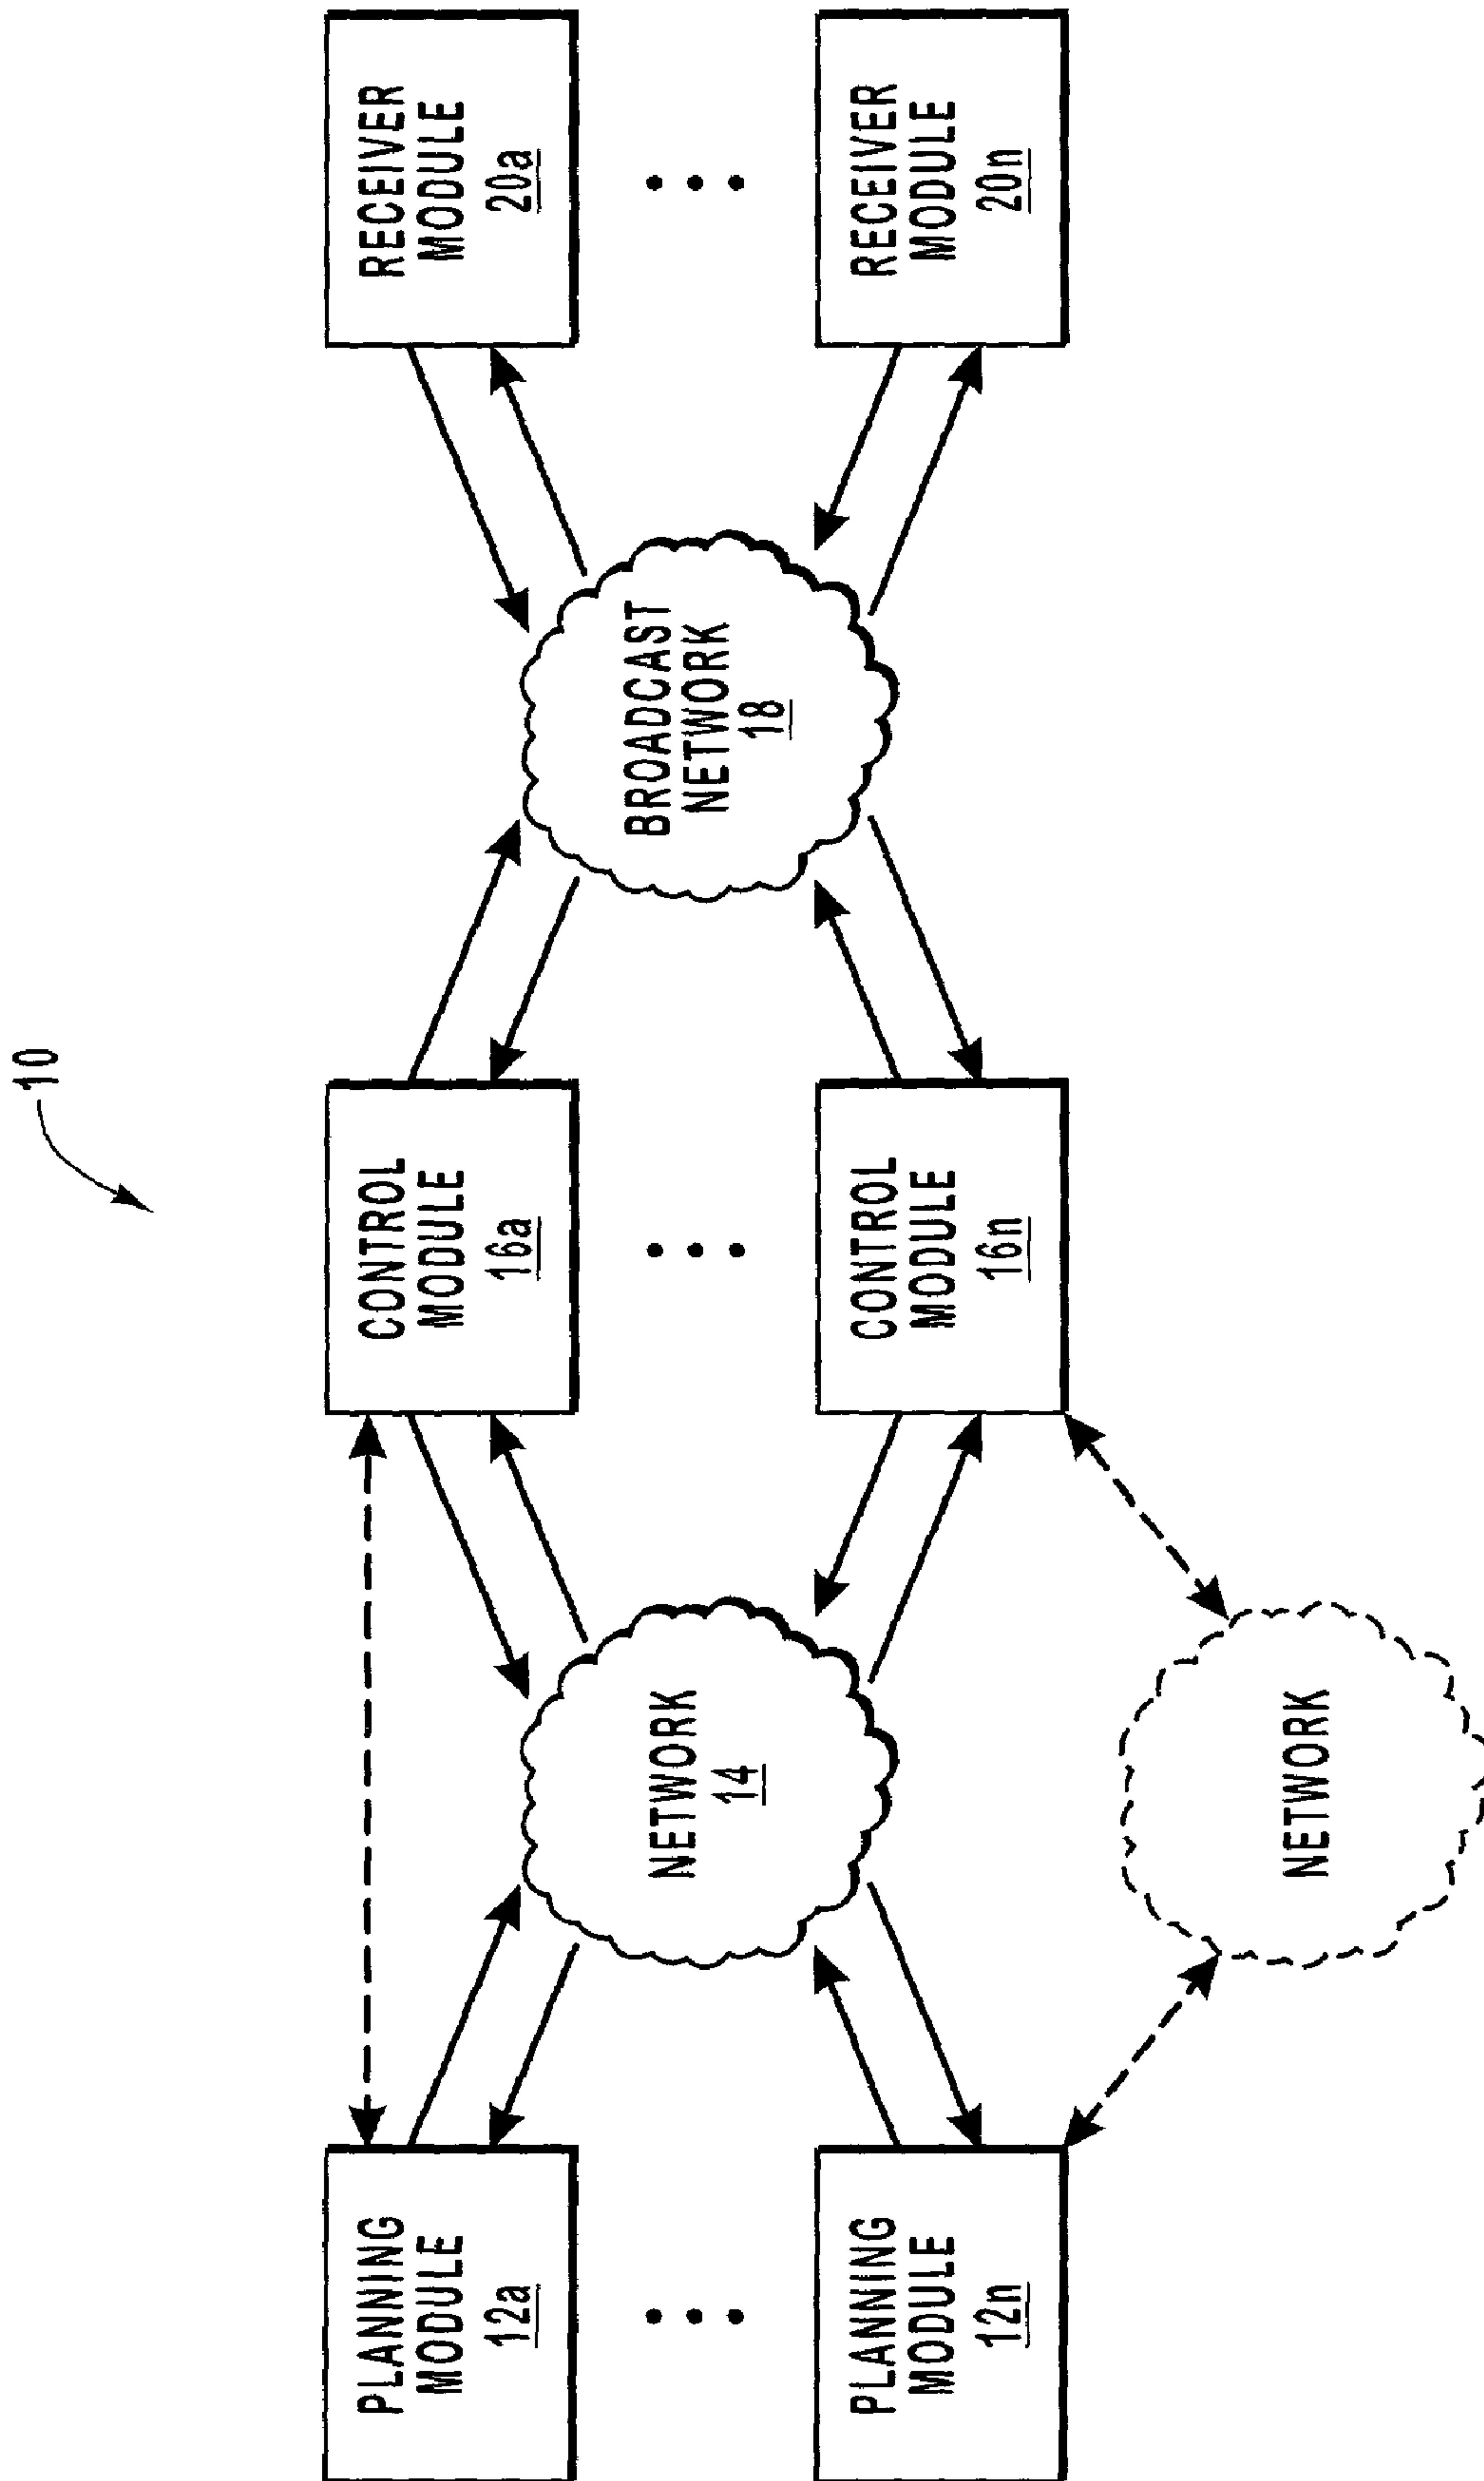 10
PLANNING
MODULE
12a
CONTROL
MODULE
16a
RECEIVER
MODULE
20a
NETWORK
14
BROADCAST
NETWORK
18
PLANNING
MODULE
12n
CONTROL
MODULE
16n
RECEIVER
MODULE
20n
NETWORK